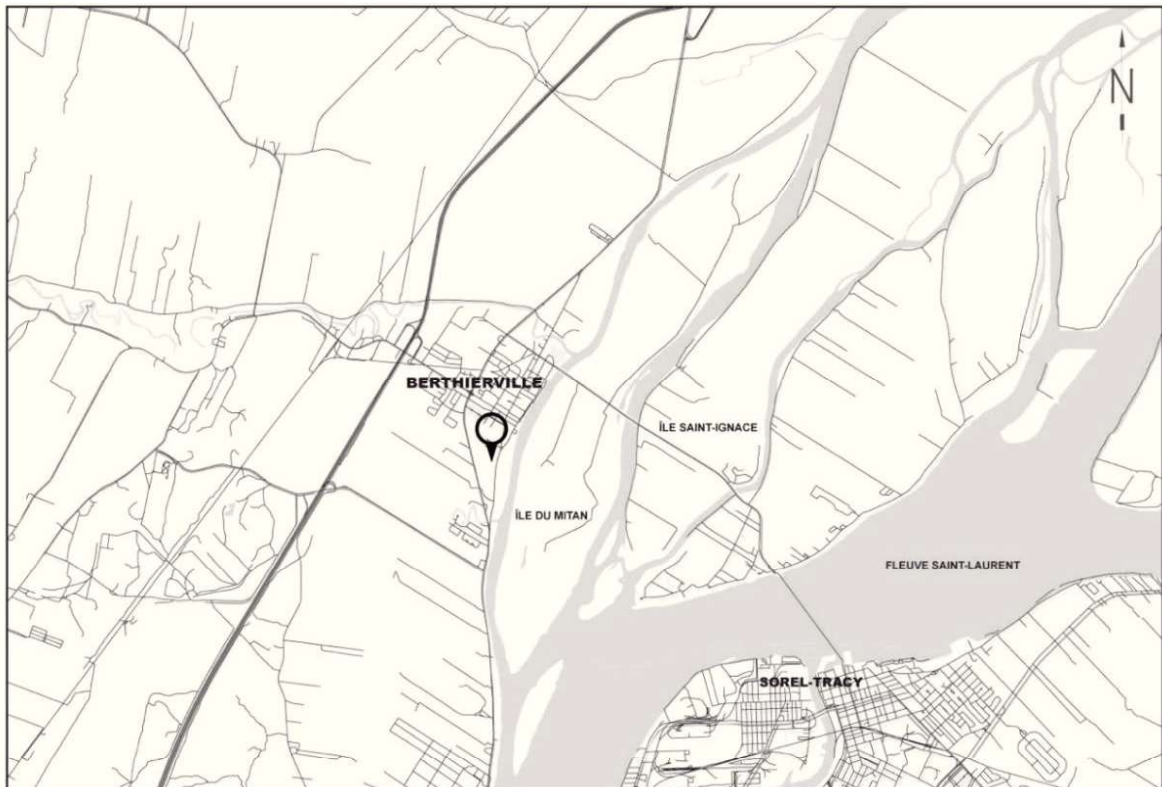 N
BERTHIERVILLE
ÎLE SAINT-IGNACE
ÎLE DU MITAN
FLEUVE SAINT-LAURENT
SOREL-TRACY